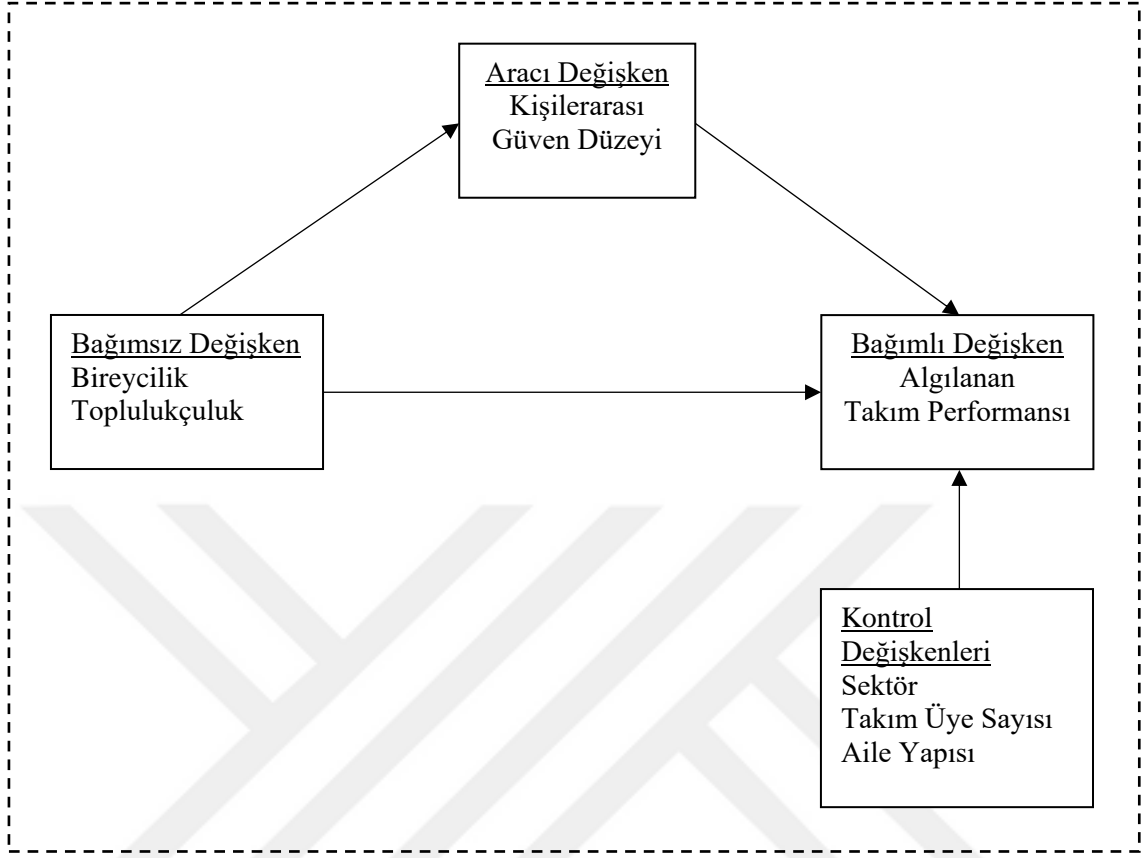 Aracı Değişken
Kişilerarası
Güven Düzeyi
Bağımsız Değişken
Bireycilik
Toplulukçuluk
Bağımlı Değişken
Algılanan
Takım Performansı
Kontrol
Değişkenleri
Sektör
Takım Üye Sayısı
Aile Yapısı